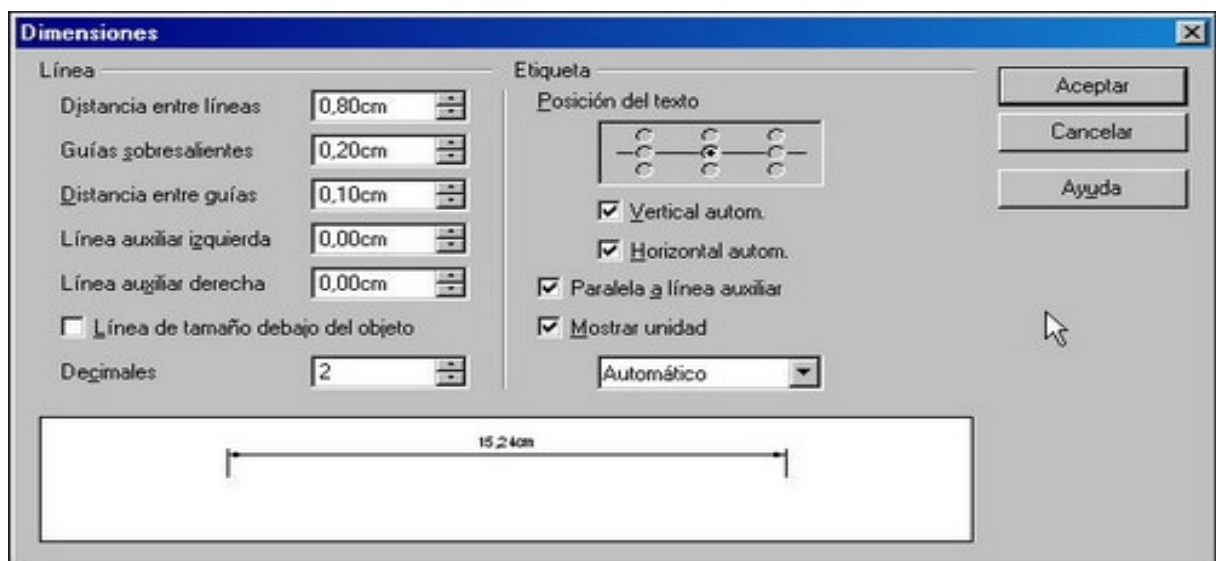 Dimensiones
Línea
Distancia entre líneas
0,80cm
Guías sobresalientes
0,20cm
Distancia entre guías
0,10cm
Línea auxiliar izquierda
0,00cm
Línea auxiliar derecha
0,00cm
Línea de tamaño debajo del objeto
Decimales
2
Etiqueta
Posición del texto
Vertical autom.
Horizontal autom.
Paralela a línea auxiliar
Mostrar unidad
Automático
Aceptar
Cancelar
Ayuda
15,24cm